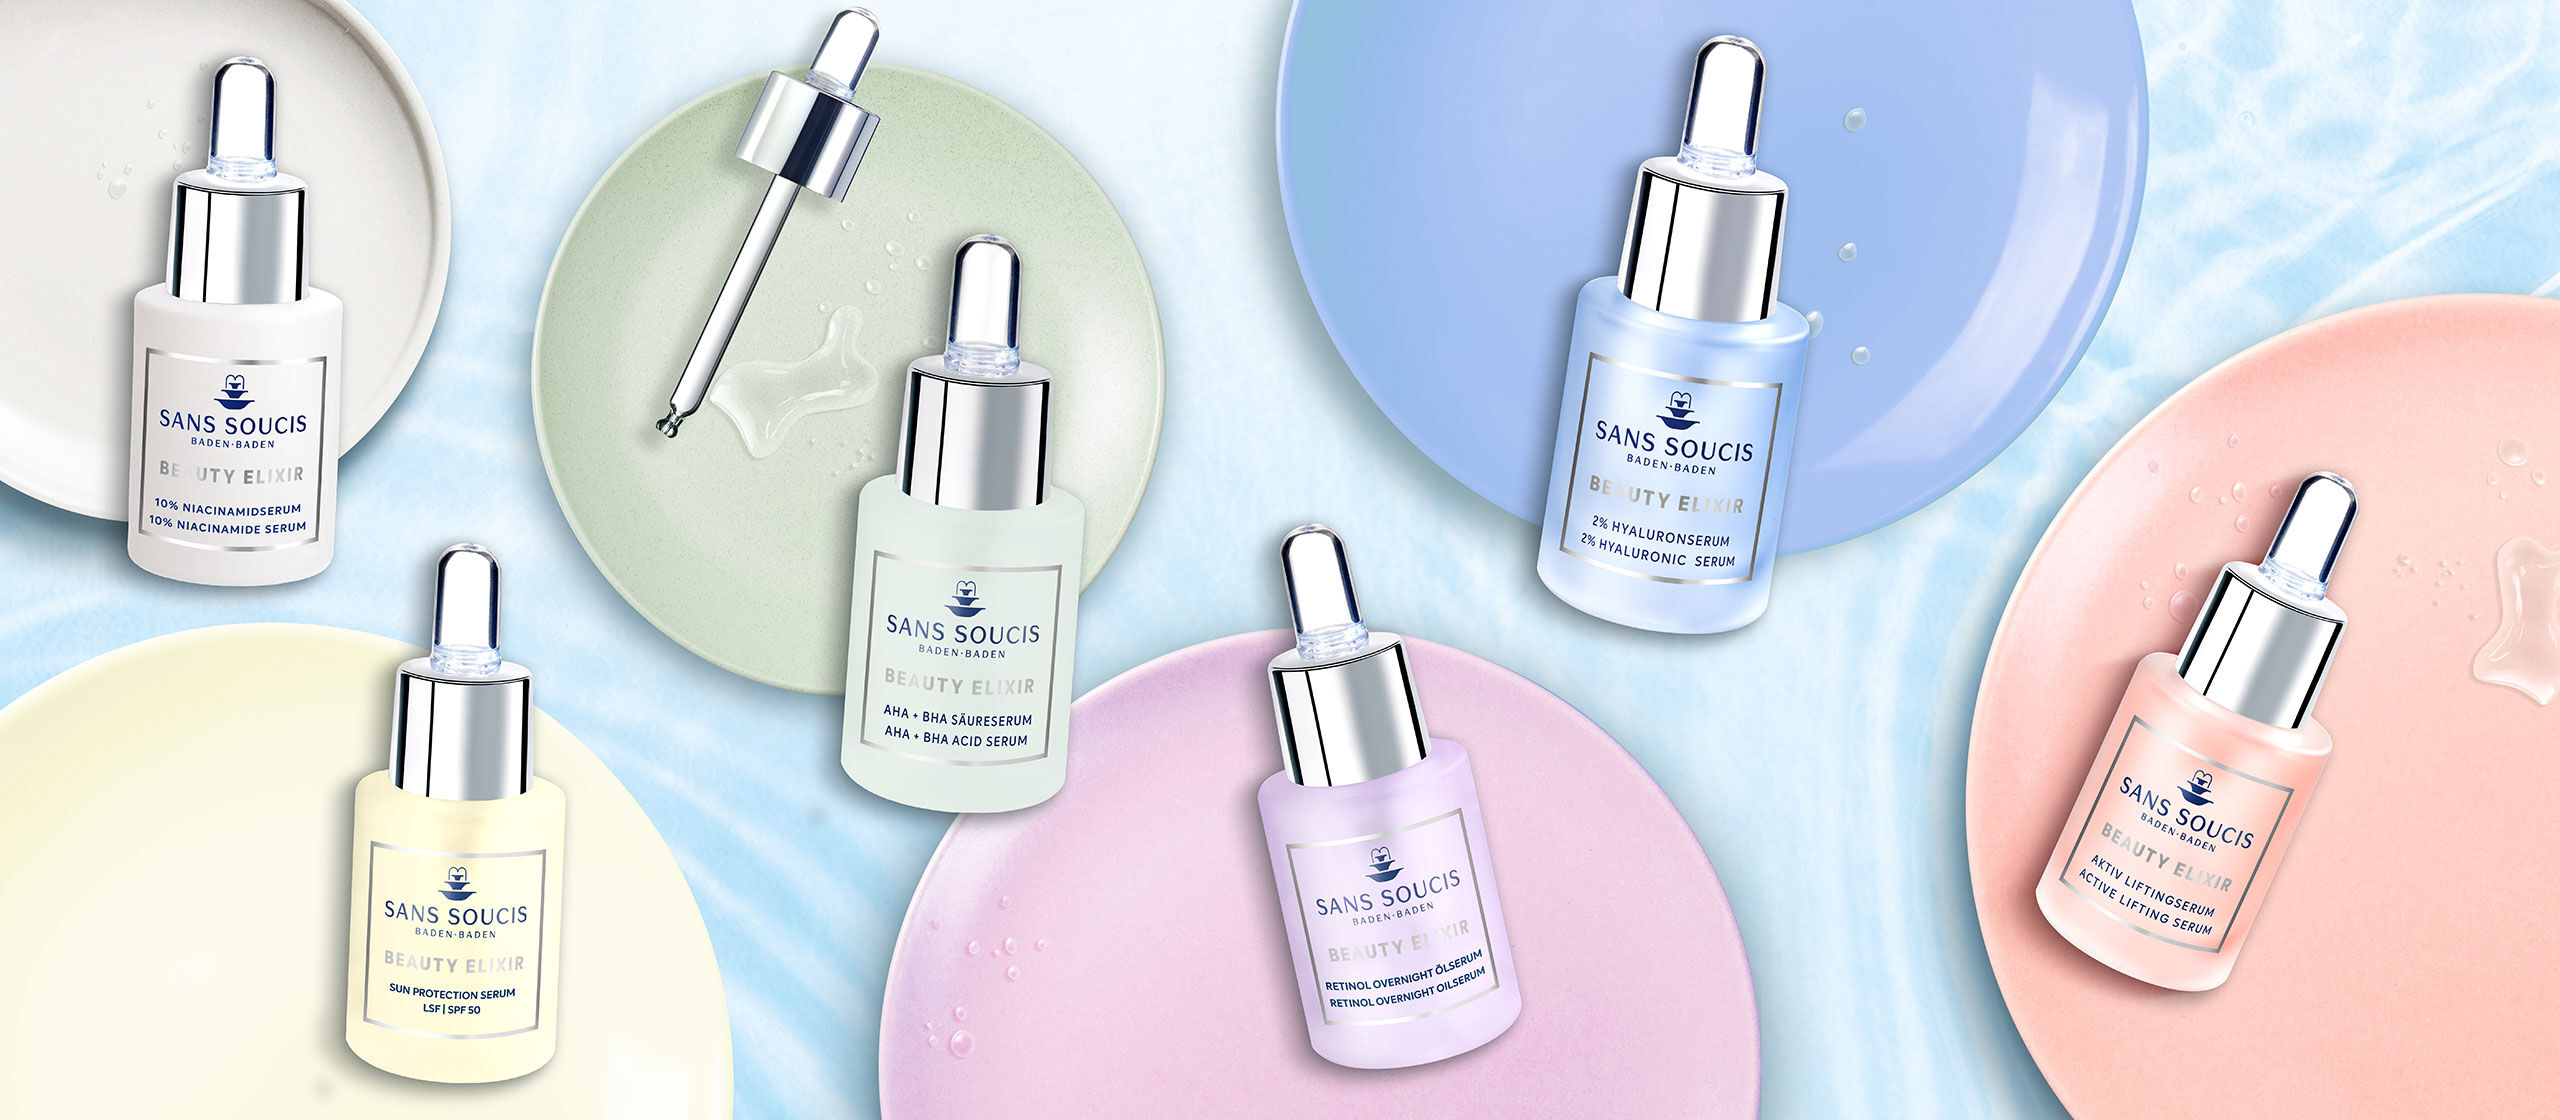 SANS SOUCIS
BADEN·BADEN
BEAUTY ELIXIR
10% NIACINAMIDSERUM
10% NIACINAMIDE SERUM
SANS SOUCIS
BADEN·BADEN
BEAUTY ELIXIR
SUN PROTECTION SERUM
LSF | SPF 50
SANS SOUCIS
BADEN·BADEN
BEAUTY ELIXIR
AHA + BHA SÄURESERUM
AHA + BHA ACID SERUM
SANS SOUCIS
BADEN·BADEN
BEAUTY ELIXIR
RETINOL OVERNIGHT ÖLSERUM
RETINOL OVERNIGHT OILSERUM
SANS SOUCIS
BADEN·BADEN
BEAUTY ELIXIR
2% HYALURONSERUM
2% HYALURONIC SERUM
SANS SOUCIS
BADEN·BADEN
BEAUTY ELIXIR
AKTIV LIFTINGSERUM
ACTIVE LIFTING SERUM